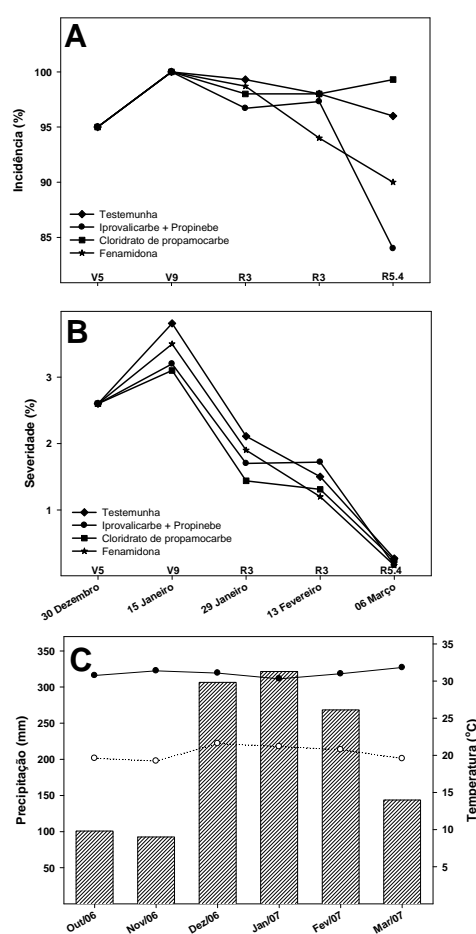 A
Incidência (%)
100
95
90
85
Testemunha
Iprovalicarbe + Propinebe
Cloridrato de propamocarbe
Fenamidona
V5 V9 R3 R3 R5.4
B
Severidade (%)
3
2
1
Testemunha
Iprovalicarbe + Propinebe
Cloridrato de propamocarbe
Fenamidona
V5 V9 R3 R3 R5.4
30 Dezembro 15 Janeiro 29 Janeiro 13 Fevereiro 06 Março
C
Precipitação (mm)
350
300
250
200
150
100
50
35
30
25
20
15
10
5
Temperatura (°C)
Out/06 Nov/06 Dez/06 Jan/07 Fev/07 Mar/07